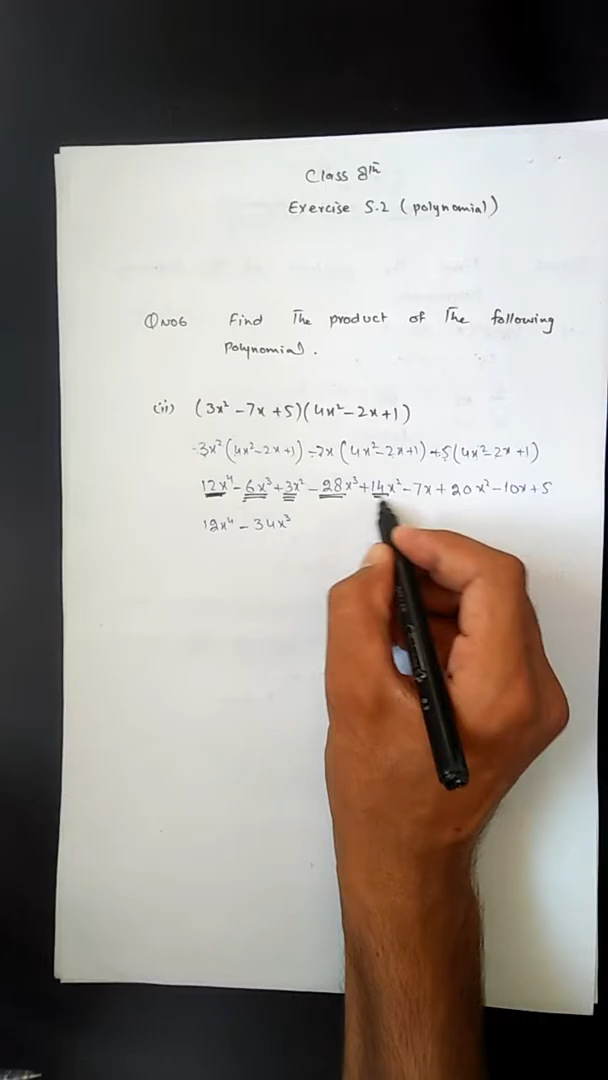 Class 8th
Exercise 5.2 (polynomial)
QNo6 Find The product of The following
Polynomial.
(ii) (3x² -7x +5)(4x²-2x+1)
3x²(4x²-2x+1) -7x(4x²-2x+1) +5(4x²-2x+1)
12x⁴ - 6x³ + 3x² - 28x³ + 14x² - 7x + 20x² - 10x + 5
12x⁴ - 34x³